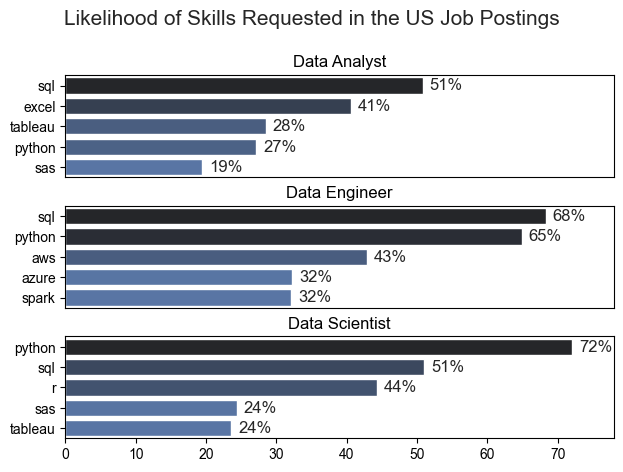 Likelihood of Skills Requested in the US Job Postings
Data Analyst
sql 51%
excel 41%
tableau 28%
python 27%
sas 19%
Data Engineer
sql 68%
python 65%
aws 43%
azure 32%
spark 32%
Data Scientist
python 72%
sql 51%
r 44%
sas 24%
tableau 24%
0 10 20 30 40 50 60 70